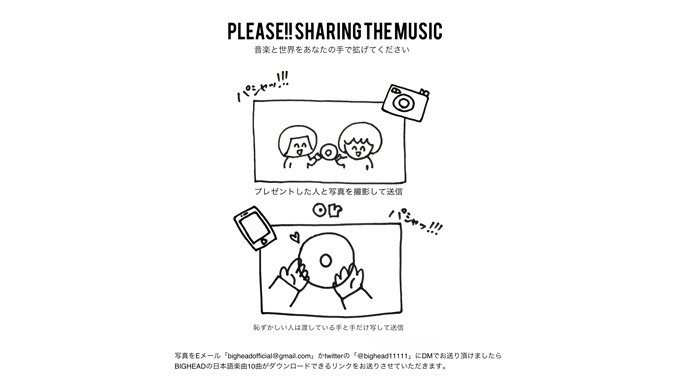 PLEASE!! SHARING THE MUSIC
音楽と世界をあなたの手で拡げてください
パシャッ!!!
プレゼントした人と写真を撮影して送信
OR
パシャッ!!!
恥ずかしい人は渡している手と手だけ写して送信
写真をEメール「bigheadofficial@gmail.com」かtwitterの「@bighead11111」にDMでお送り頂けましたら
BIGHEADの日本語楽曲10曲がダウンロードできるリンクをお送りさせていただきます。